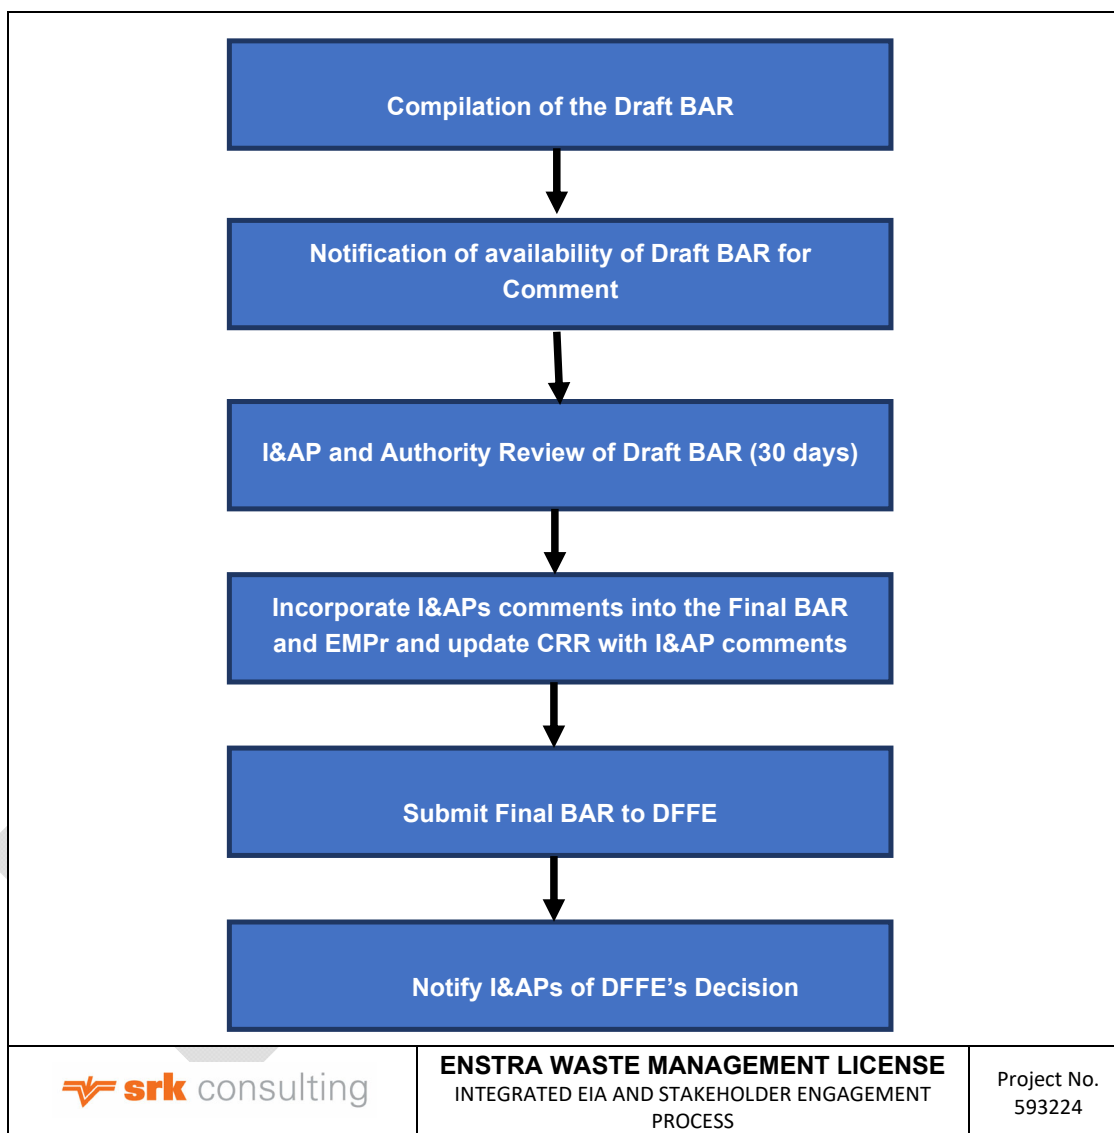 Compilation of the Draft BAR
Notification of availability of Draft BAR for
Comment
I&AP and Authority Review of Draft BAR (30 days)
Incorporate I&APs comments into the Final BAR
and EMPr and update CRR with I&AP comments
Submit Final BAR to DFFE
Notify I&APs of DFFE’s Decision
srk consulting
ENSTRA WASTE MANAGEMENT LICENSE
INTEGRATED EIA AND STAKEHOLDER ENGAGEMENT
PROCESS
Project No.
593224